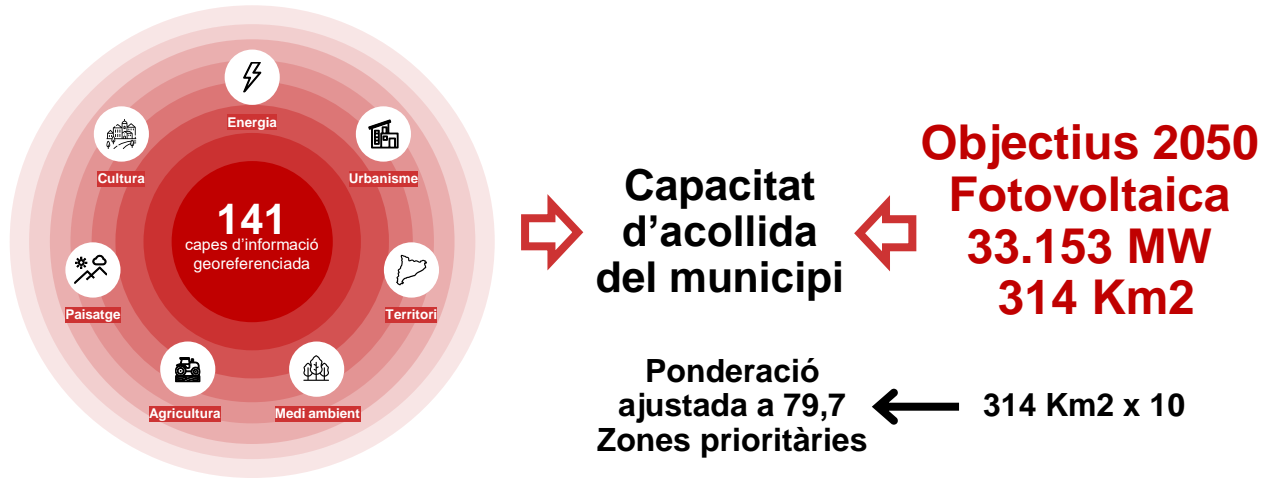 Energia
Cultura
Urbanisme
141
capes d’informació
georeferenciada
Paisatge
Territori
Agricultura
Medi ambient
Capacitat
d’acollida
del municipi
Objectius 2050
Fotovoltaica
33.153 MW
314 Km2
Ponderació
ajustada a 79,7
Zones prioritàries
314 Km2 x 10